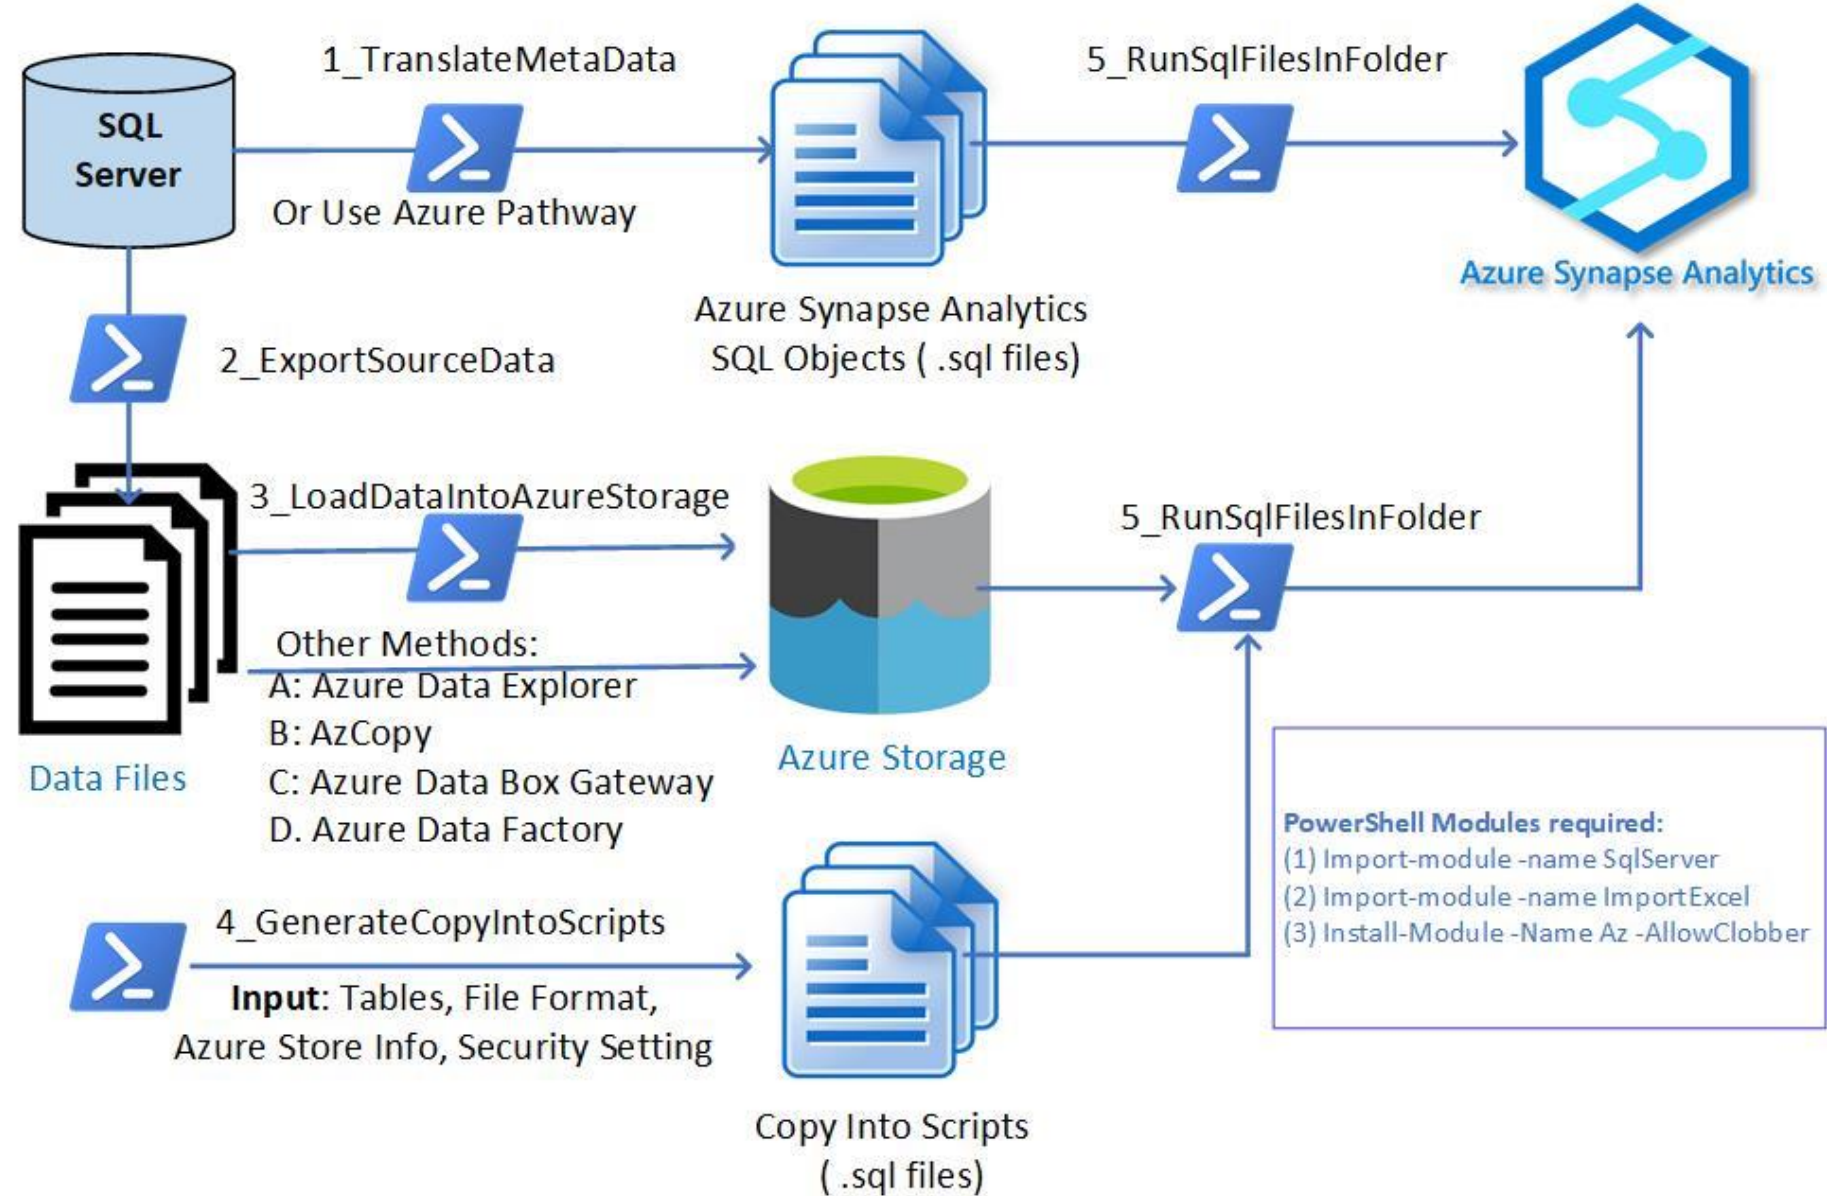 1_TranslateMetaData
5_RunSqlFilesInFolder
SQL
Server
Or Use Azure Pathway
Azure Synapse Analytics
Azure Synapse Analytics
SQL Objects ( .sql files)
2_ExportSourceData
3_LoadDataIntoAzureStorage
5_RunSqlFilesInFolder
Other Methods:
A: Azure Data Explorer
B: AzCopy
C: Azure Data Box Gateway
D. Azure Data Factory
Data Files
Azure Storage
PowerShell Modules required:
(1) Import-module -name SqlServer
(2) Import-module -name ImportExcel
(3) Install-Module -Name Az -AllowClobber
4_GenerateCopyIntoScripts
Input: Tables, File Format,
Azure Store Info, Security Setting
Copy Into Scripts
( .sql files)